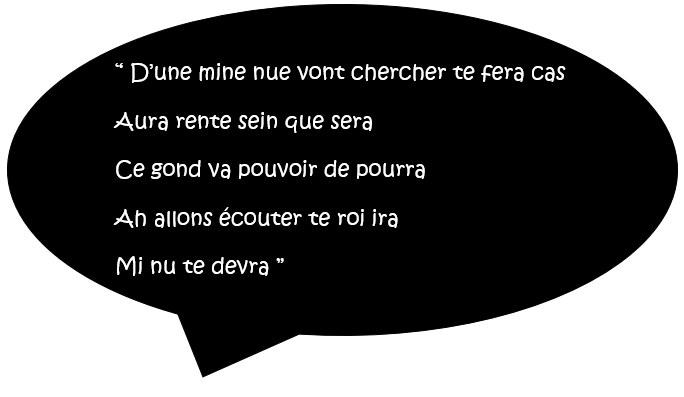 “ D’une mine nue vont chercher te fera cas
Aura rente sein que sera
Ce gond va pouvoir de pourra
Ah allons écouter te roi ira
Mi nu te devra ”